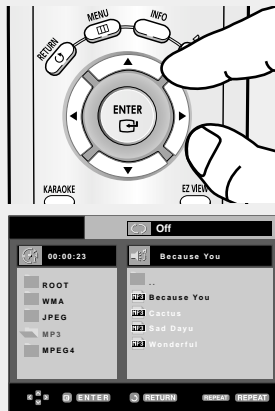 MENU
INFO
RETURN
ENTER
KARAOKE
EZ VIEW
Off
00:00:23
Because You
ROOT
WMA
JPEG
MP3
MPEG4
..
MP3 Because You
MP3 Cactus
MP3 Sad Dayu
MP3 Wonderful
ENTER RETURN REPEAT REPEAT